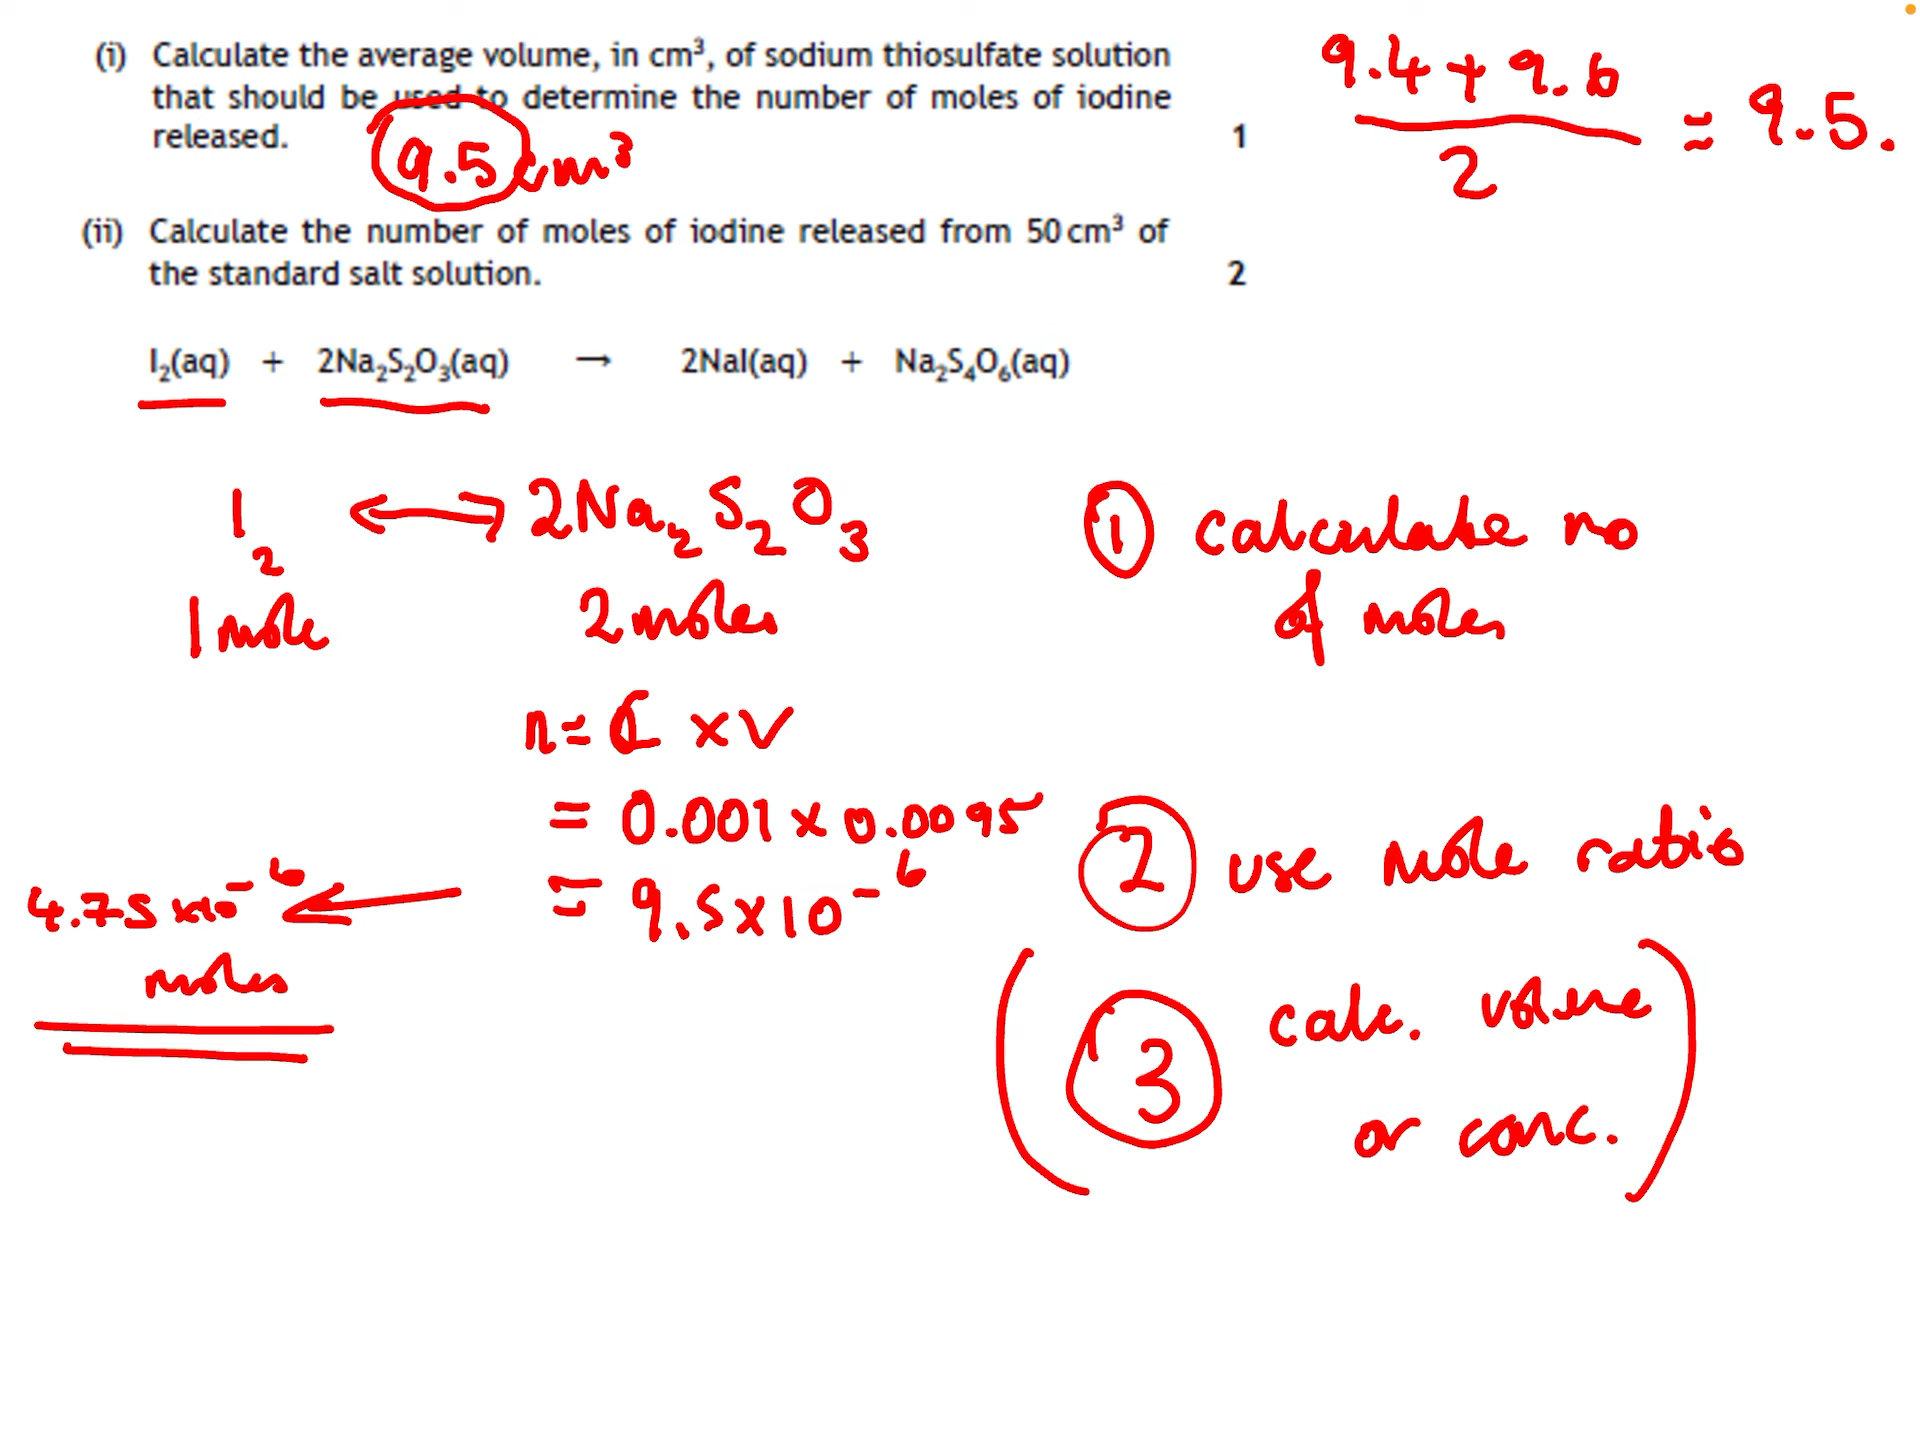 (i) Calculate the average volume, in cm³, of sodium thiosulfate solution
that should be used to determine the number of moles of iodine
released. 1
9.5 cm³
9.4 + 9.6
2
= 9.5.
(ii) Calculate the number of moles of iodine released from 50 cm³ of
the standard salt solution. 2
I₂(aq) + 2Na₂S₂O₃(aq) → 2NaI(aq) + Na₂S₄O₆(aq)
I₂ ↔ 2Na₂S₂O₃
1 mole 2 moles
n = C x V
= 0.001 x 0.0095
= 9.5 x 10⁻⁶
4.75 x 10⁻⁶ ←
moles
① calculate no
of moles
② use mole ratio
( ③ calc. volume
or conc. )